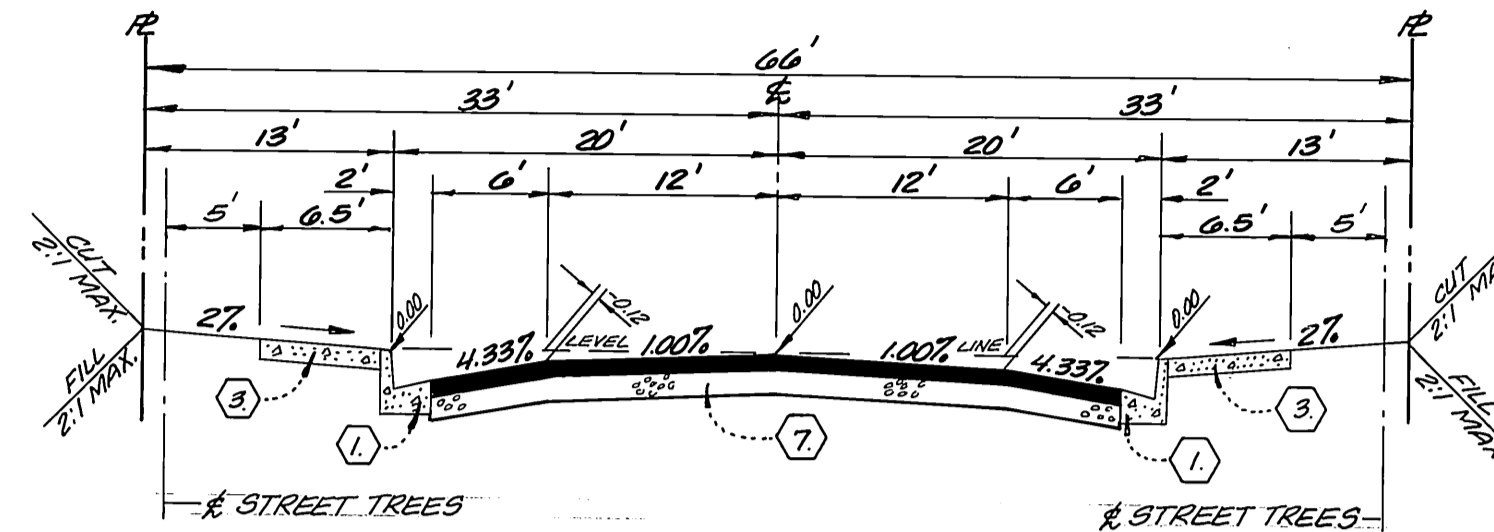 ℔ ℔
66'
33' ℄ 33'
13' 20' 20' 13'
2' 6' 12' 12' 6' 2'
5' 6.5' 6.5' 5'
CUT
2:1 MAX.
FILL
2:1 MAX.
2% 0.00 4.33% LEVEL -0.12 1.00% 0.00 1.00% LINE -0.12 4.33% 0.00 2%
CUT
2:1 MA
FILL
2:1 MAX
3. 1. 7. 1. 3.
℄ STREET TREES
℄ STREET TREES